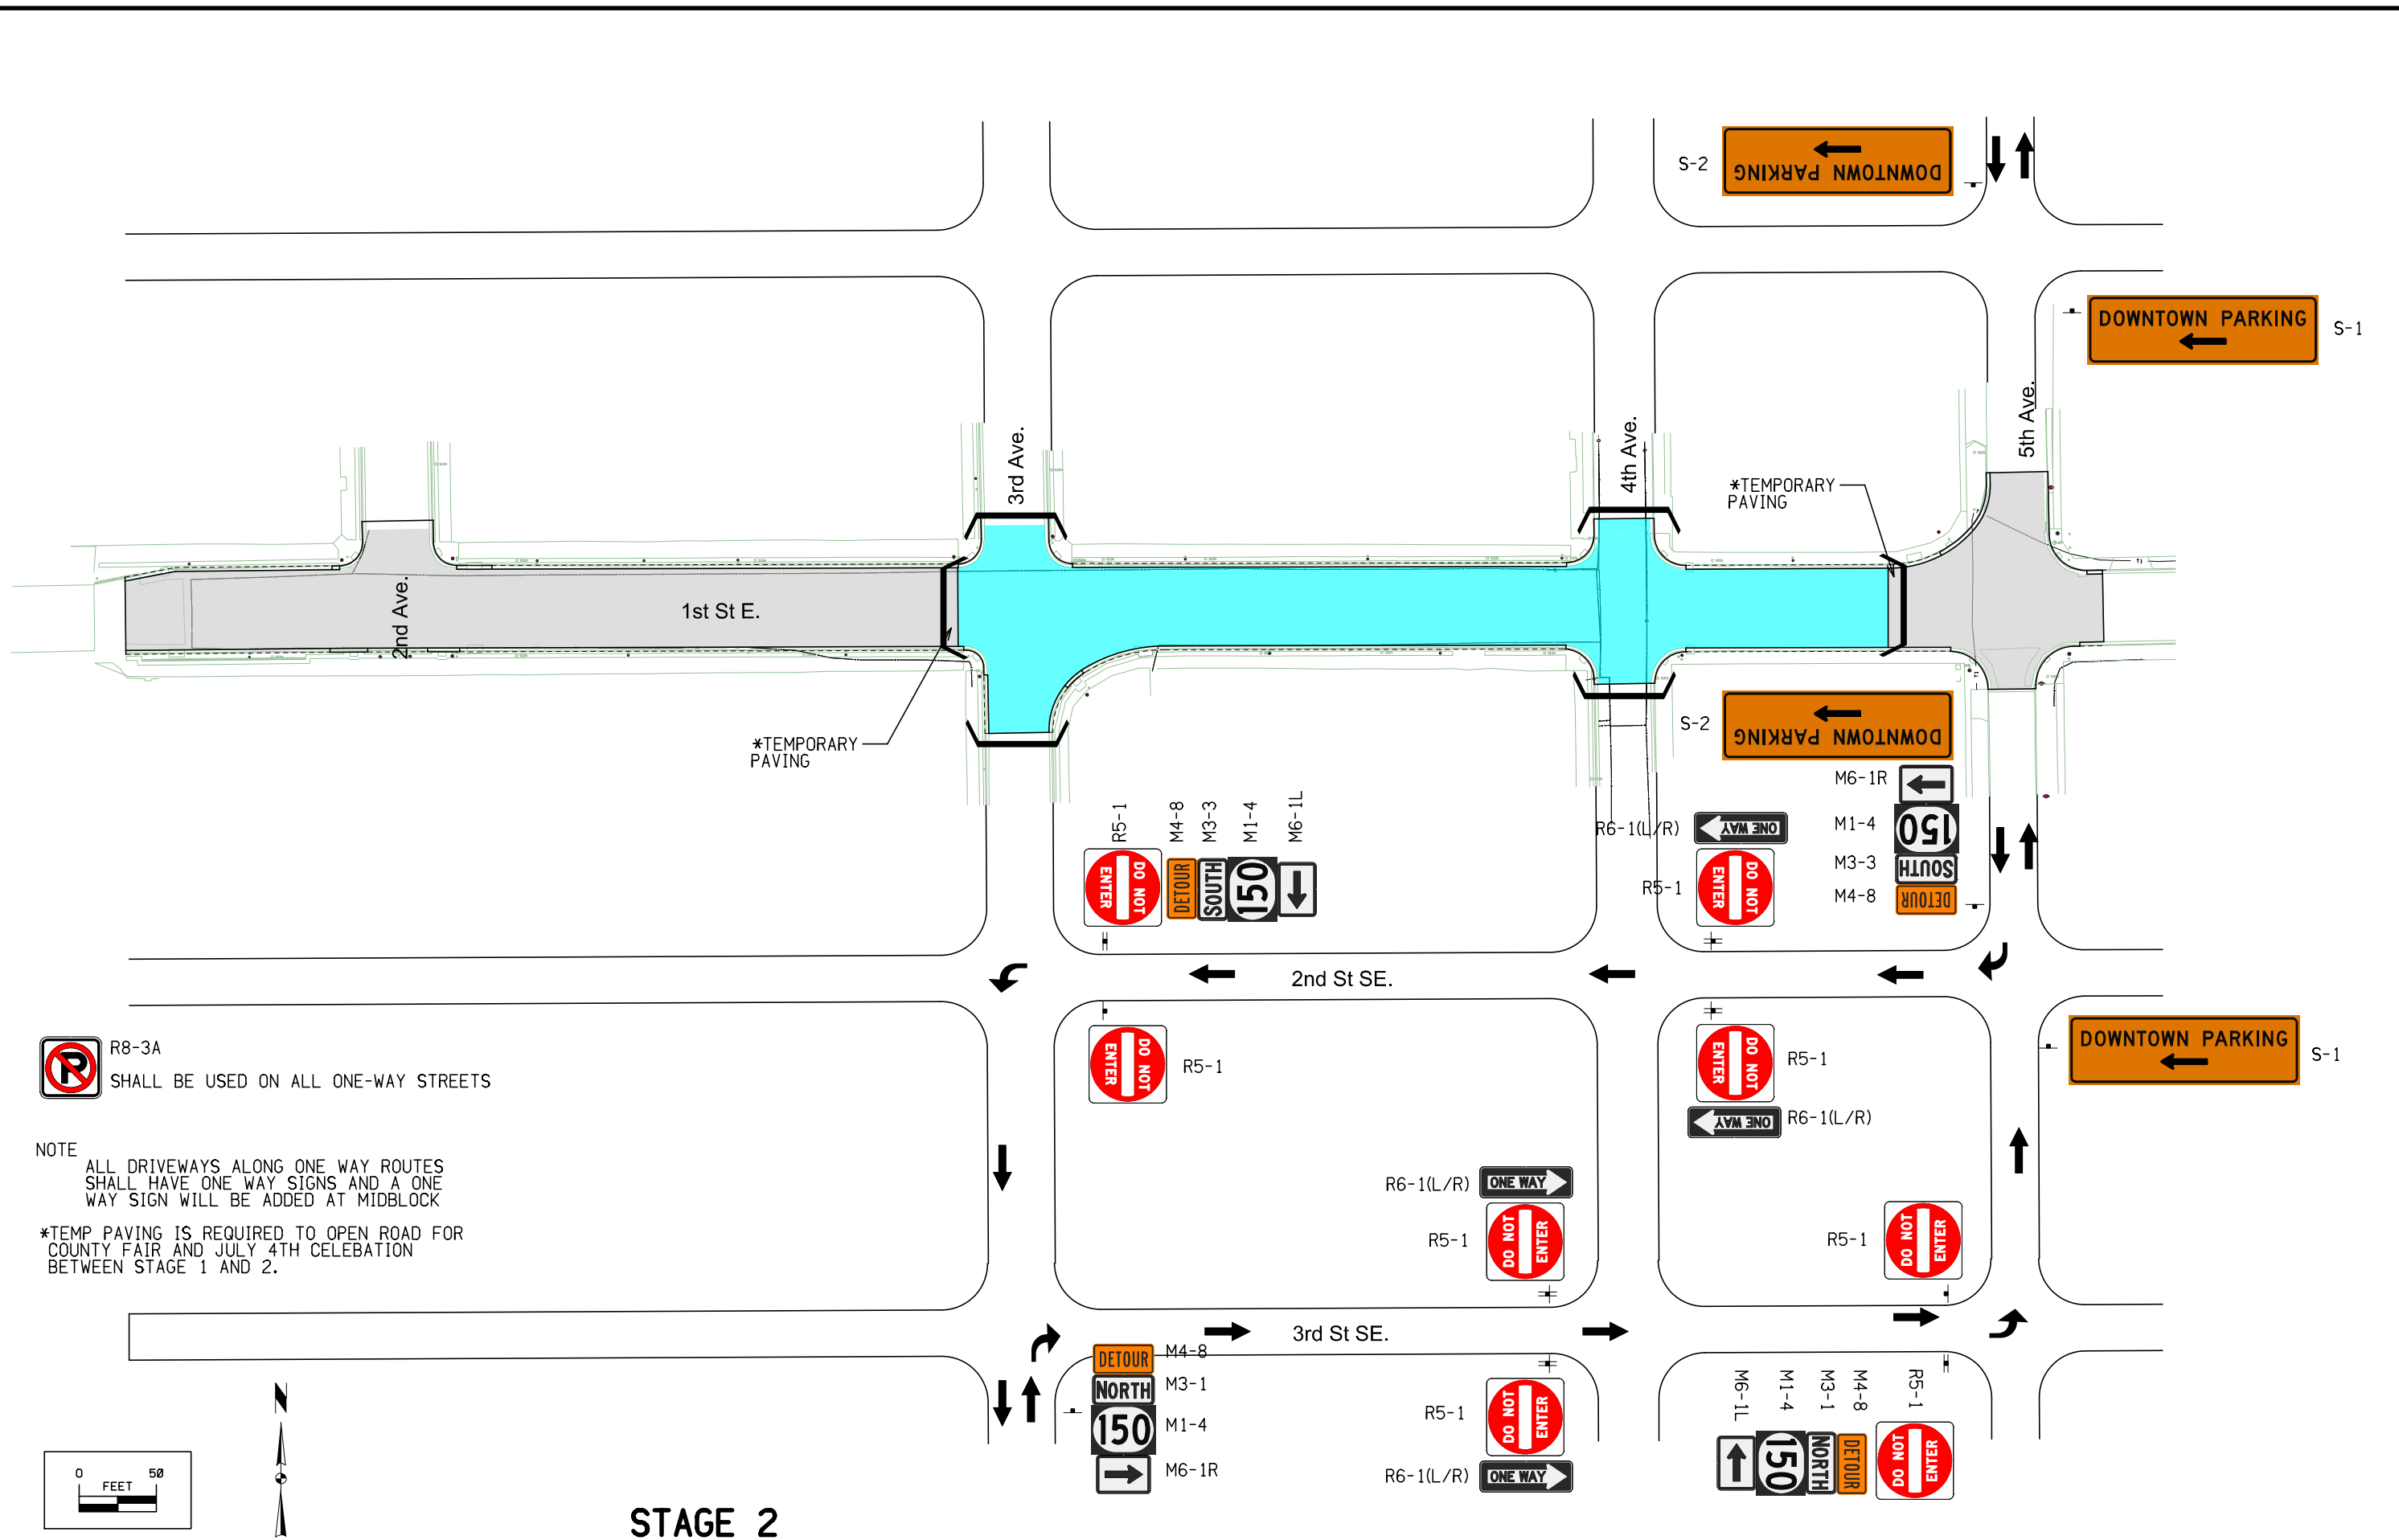 S-2
DOWNTOWN PARKING
DOWNTOWN PARKING
S-1
3rd Ave.
4th Ave.
5th Ave.
*TEMPORARY
PAVING
2nd Ave.
1st St E.
*TEMPORARY
PAVING
S-2
DOWNTOWN PARKING
R5-1
M4-8
M3-3
M1-4
M6-1L
DO NOT
ENTER
DETOUR
SOUTH
150
R6-1(L/R)
ONE WAY
R5-1
DO NOT
ENTER
M6-1R
M1-4
150
M3-3
SOUTH
M4-8
DETOUR
2nd St SE.
R8-3A
P
SHALL BE USED ON ALL ONE-WAY STREETS
DO NOT
ENTER
R5-1
DO NOT
ENTER
R5-1
ONE WAY
R6-1(L/R)
DOWNTOWN PARKING
S-1
NOTE
ALL DRIVEWAYS ALONG ONE WAY ROUTES
SHALL HAVE ONE WAY SIGNS AND A ONE
WAY SIGN WILL BE ADDED AT MIDBLOCK
*TEMP PAVING IS REQUIRED TO OPEN ROAD FOR
COUNTY FAIR AND JULY 4TH CELEBATION
BETWEEN STAGE 1 AND 2.
R6-1(L/R)
ONE WAY
R5-1
DO NOT
ENTER
R5-1
DO NOT
ENTER
3rd St SE.
DETOUR
M4-8
NORTH
M3-1
150
M1-4
M6-1R
R5-1
DO NOT
ENTER
R6-1(L/R)
ONE WAY
M6-1L
M1-4
M3-1
M4-8
R5-1
150
NORTH
DETOUR
DO NOT
ENTER
N
0 50
FEET
STAGE 2